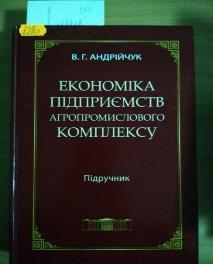 В. Г. АНДРІЙЧУК
ЕКОНОМІКА
ПІДПРИЄМСТВ
АГРОПРОМИСЛОВОГО
КОМПЛЕКСУ
Підручник